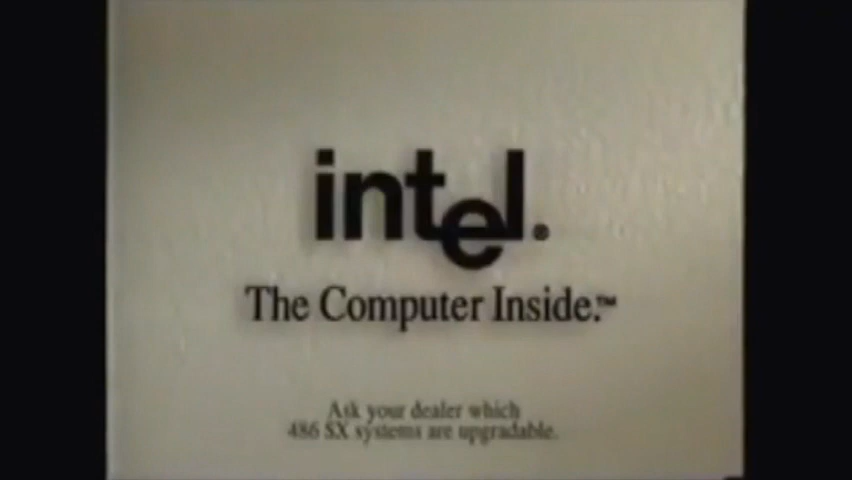 intel®
The Computer Inside.™
Ask your dealer which
486 SX systems are upgradable.